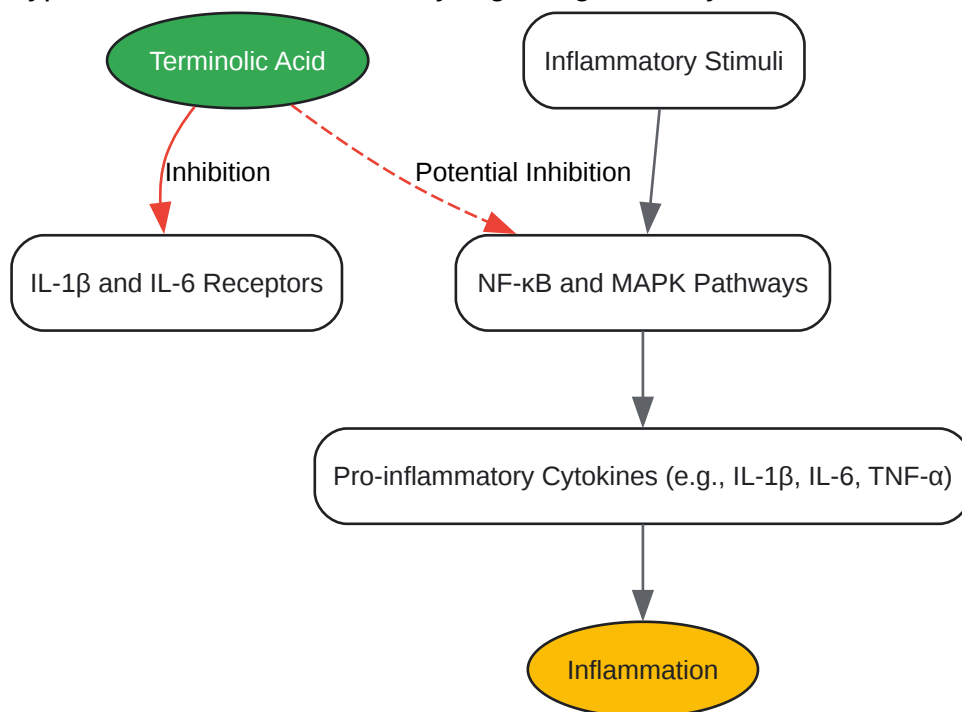 Terminolic Acid
Inflammatory Stimuli
Inhibition
Potential Inhibition
IL-1β and IL-6 Receptors
NF-κB and MAPK Pathways
Pro-inflammatory Cytokines (e.g., IL-1β, IL-6, TNF-α)
Inflammation